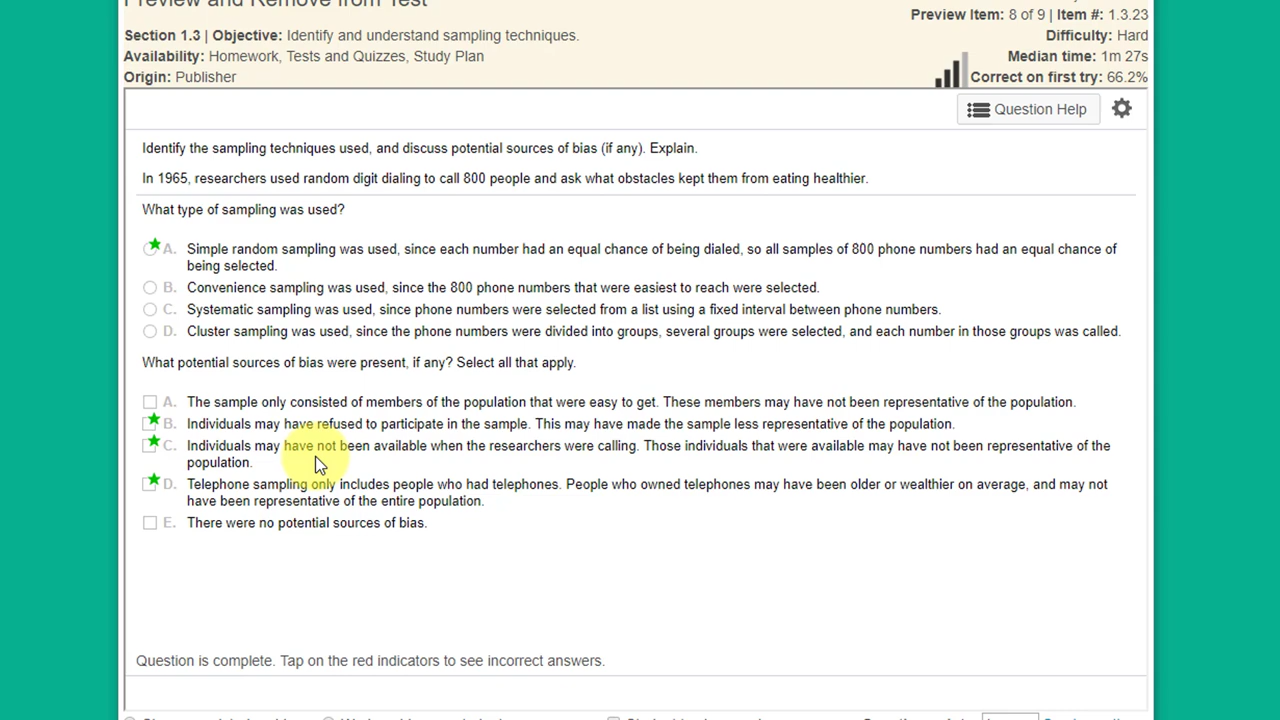 Preview and Remove from Test
Preview Item: 8 of 9 | Item #: 1.3.23
Section 1.3 | Objective: Identify and understand sampling techniques.
Difficulty: Hard
Availability: Homework, Tests and Quizzes, Study Plan
Median time: 1m 27s
Origin: Publisher
Correct on first try: 66.2%
Question Help
Identify the sampling techniques used, and discuss potential sources of bias (if any). Explain.
In 1965, researchers used random digit dialing to call 800 people and ask what obstacles kept them from eating healthier.
What type of sampling was used?
A. Simple random sampling was used, since each number had an equal chance of being dialed, so all samples of 800 phone numbers had an equal chance of
being selected.
B. Convenience sampling was used, since the 800 phone numbers that were easiest to reach were selected.
C. Systematic sampling was used, since phone numbers were selected from a list using a fixed interval between phone numbers.
D. Cluster sampling was used, since the phone numbers were divided into groups, several groups were selected, and each number in those groups was called.
What potential sources of bias were present, if any? Select all that apply.
A. The sample only consisted of members of the population that were easy to get. These members may have not been representative of the population.
B. Individuals may have refused to participate in the sample. This may have made the sample less representative of the population.
C. Individuals may have not been available when the researchers were calling. Those individuals that were available may have not been representative of the
population.
D. Telephone sampling only includes people who had telephones. People who owned telephones may have been older or wealthier on average, and may not
have been representative of the entire population.
E. There were no potential sources of bias.
Question is complete. Tap on the red indicators to see incorrect answers.